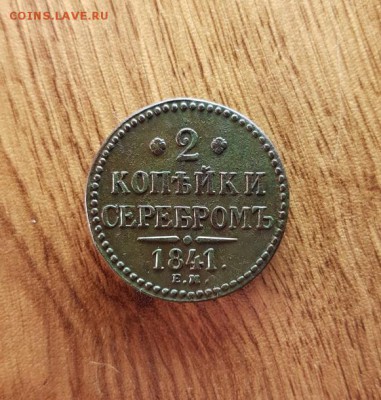 COINS.LAVE.RU
2
КОПѢЙКИ
СЕРЕБРОМЪ
1841.
Е.М.